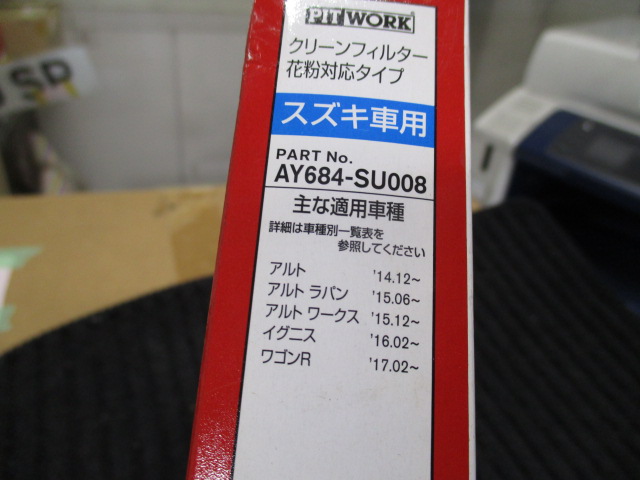 PIT WORK
クリーンフィルター
花粉対応タイプ
スズキ車用
PART No.
AY684-SU008
主な適用車種
詳細は車種別一覧表を
参照してください
アルト '14.12~
アルト ラパン '15.06~
アルト ワークス '15.12~
イグニス '16.02~
ワゴンR '17.02~